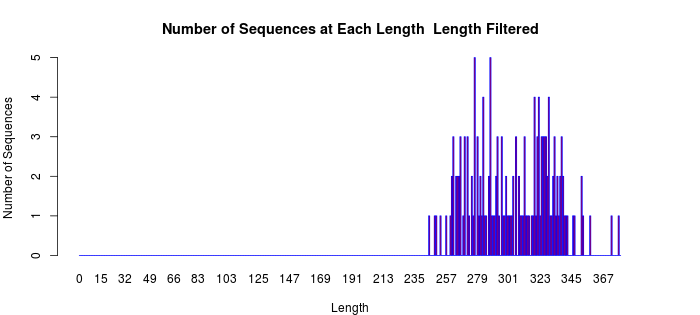 Number of Sequences at Each Length  Length Filtered
Number of Sequences
5
4
3
2
1
0
0 15 32 49 66 83 103 125 147 169 191 213 235 257 279 301 323 345 367
Length